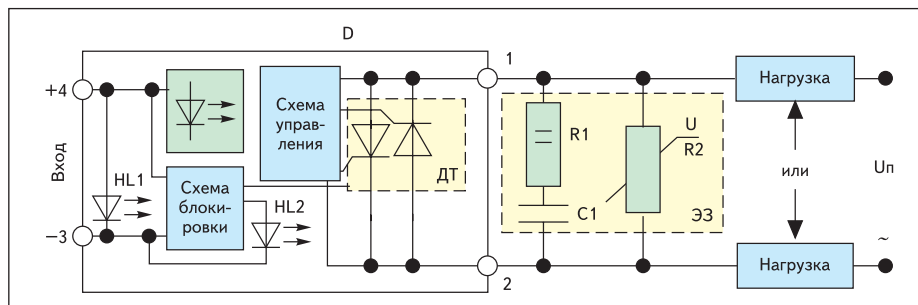 D
1
+4
Схема
управ-
ления
Нагрузка
R1
U
R2
Вход
HL1
ДТ
или
Uп
Схема
блоки-
ровки
HL2
C1
ЭЗ
−3
2
~
Нагрузка